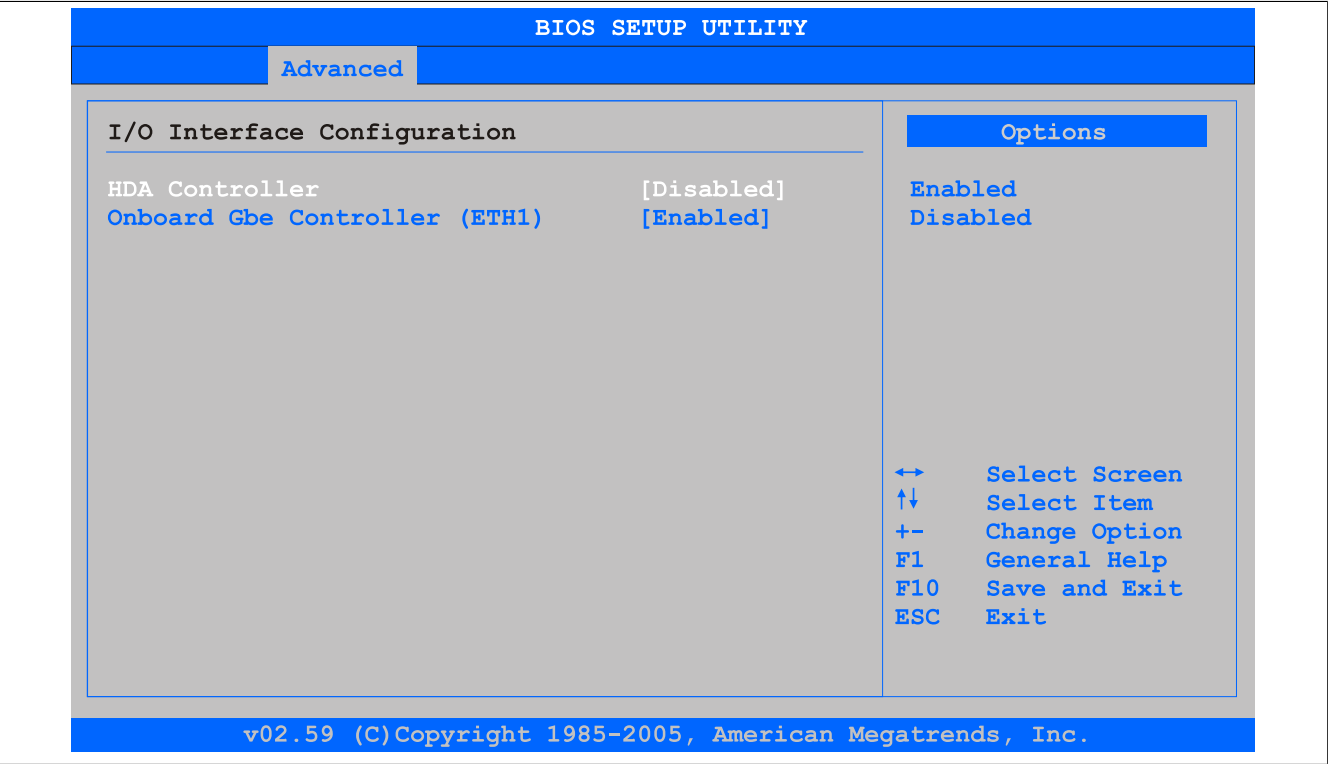 BIOS SETUP UTILITY
Advanced
I/O Interface Configuration
HDA Controller [Disabled]
Onboard Gbe Controller (ETH1) [Enabled]
Options
Enabled
Disabled
←→ Select Screen
↑↓ Select Item
+- Change Option
F1 General Help
F10 Save and Exit
ESC Exit
v02.59 (C)Copyright 1985-2005, American Megatrends, Inc.